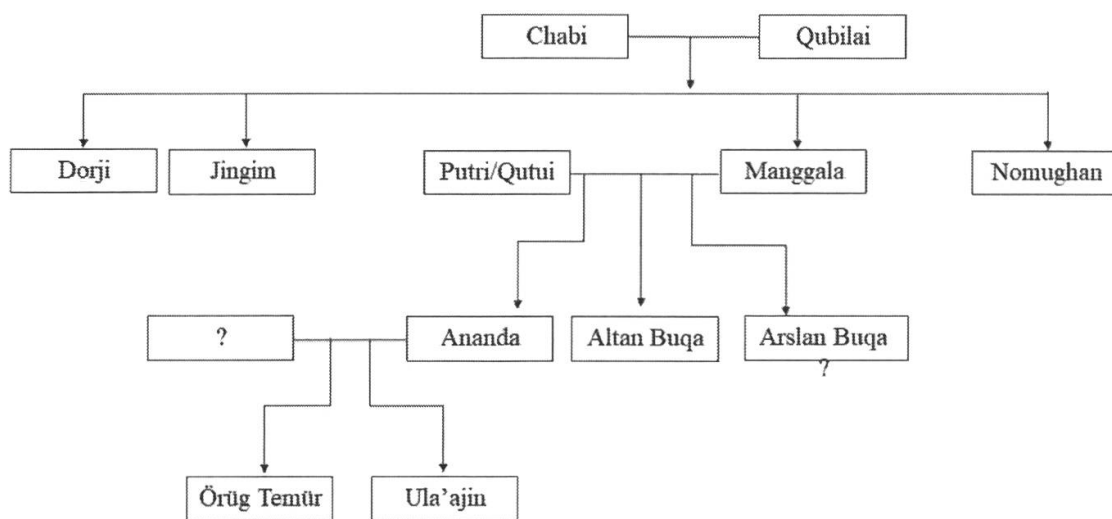 Chabi
Qubilai
Dorji
Jingim
Putri/Qutui
Manggala
Nomughan
?
Ananda
Altan Buqa
Arslan Buqa
?
Örüg Temür
Ula’ajin